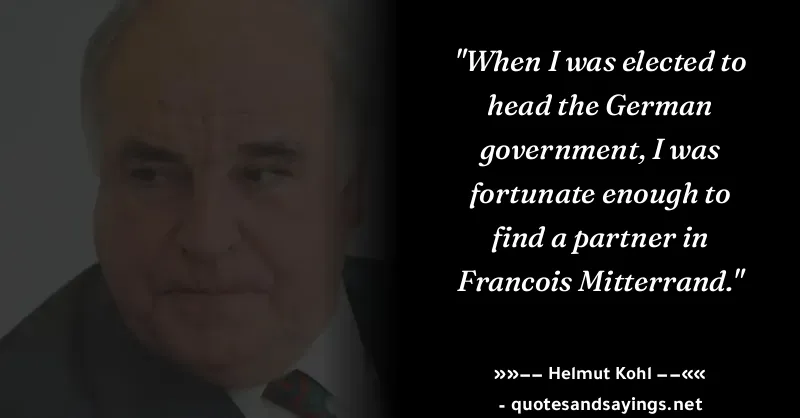 "When I was elected to
head the German
government, I was
fortunate enough to
find a partner in
Francois Mitterrand."
»»–– Helmut Kohl ––««
- quotesandsayings.net